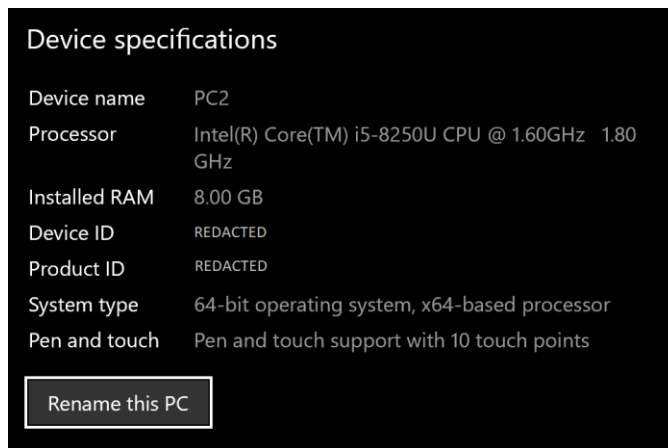 Device specifications
Device name PC2
Processor Intel(R) Core(TM) i5-8250U CPU @ 1.60GHz 1.80
GHz
Installed RAM 8.00 GB
Device ID REDACTED
Product ID REDACTED
System type 64-bit operating system, x64-based processor
Pen and touch Pen and touch support with 10 touch points
Rename this PC